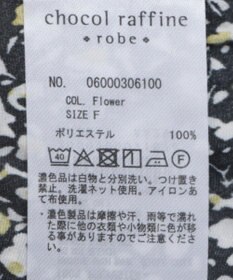 chocol raffine
robe
NO. 06000306100
COL. Flower
SIZE F
ポリエステル 100%
40 F
濃色品は白物と分別洗い。つけ置き
禁止。洗濯ネット使用。アイロンあ
て布使用。
・濃色製品は摩擦や汗、雨等で濡れ
た際に他の衣類や小物類に色が移
る事がありますのでご注意くださ
い。